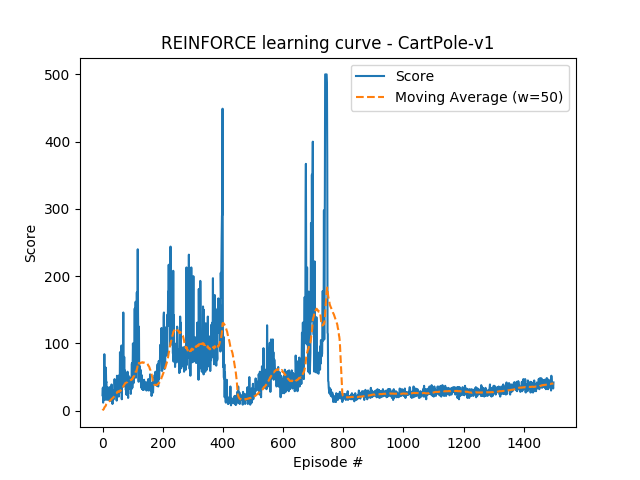 REINFORCE learning curve - CartPole-v1
Score
Moving Average (w=50)
500
400
300
200
100
0
Score
0
200
400
600
800
1000
1200
1400
Episode #